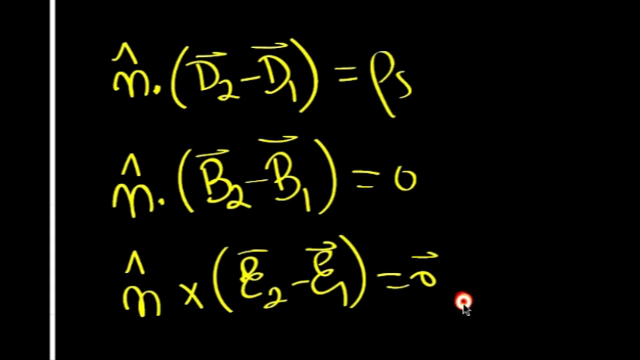 n̂·(D⃗₂-D⃗₁)=ρs
n̂·(B⃗₂-B⃗₁)=0
n̂×(ℰ⃗₂-ℰ⃗₁)=0⃗